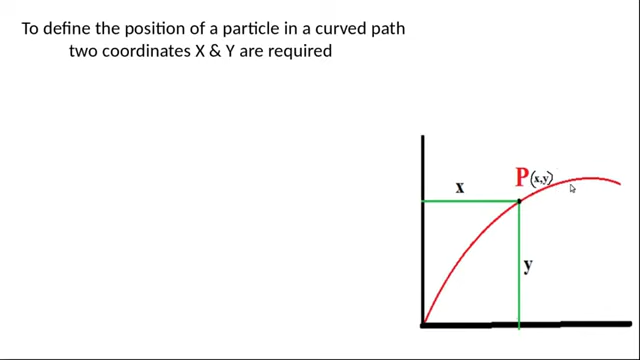 To define the position of a particle in a curved path
two coordinates X & Y are required
P(x,y)
x
y